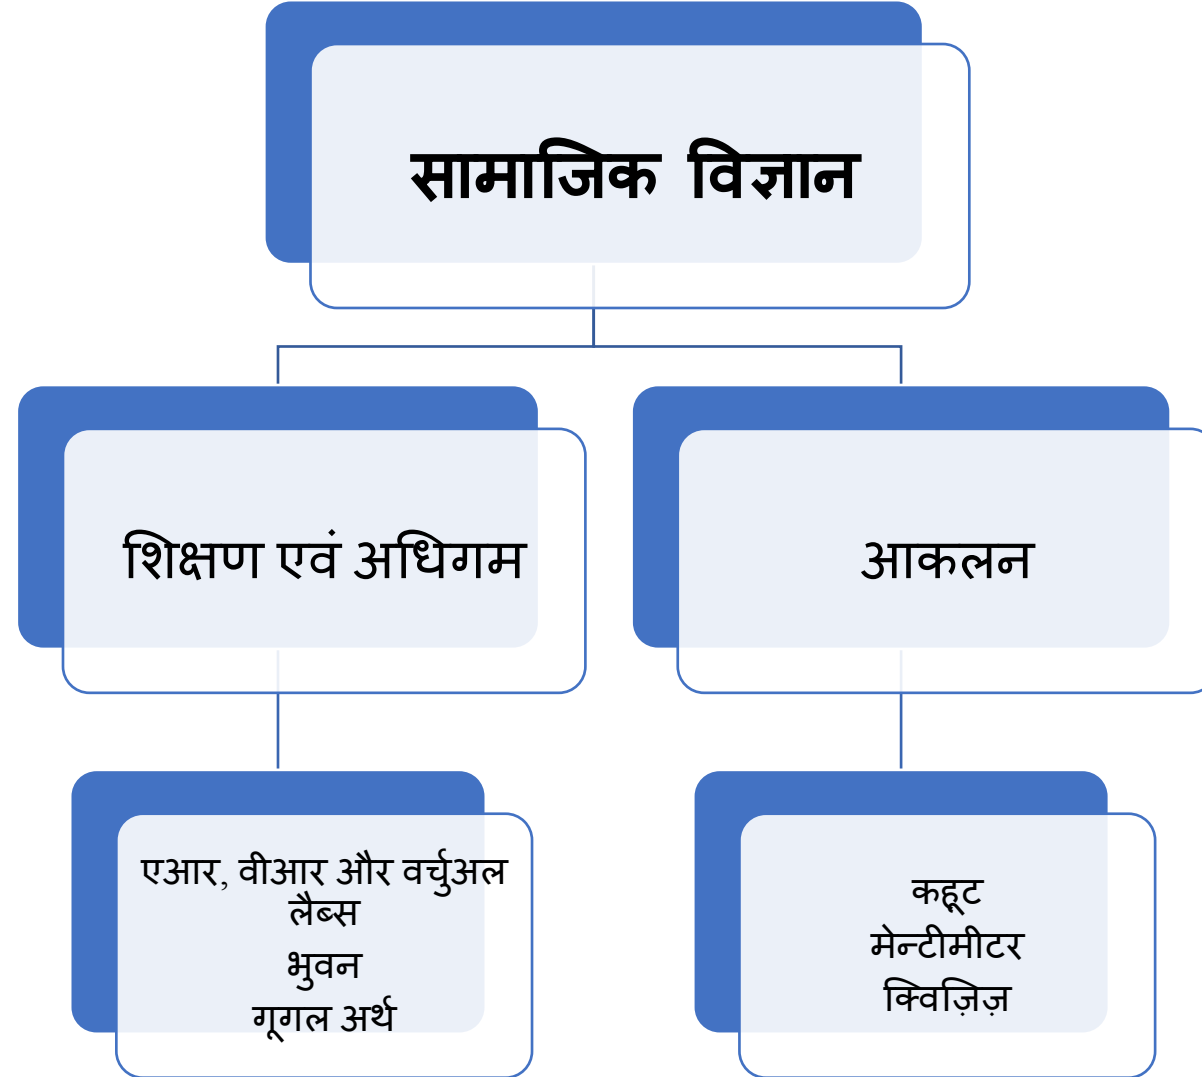 सामाजिक विज्ञान
शिक्षण एवं अधिगम
आकलन
एआर, वीआर और वर्चुअल
लैब्स
भुवन
गूगल अर्थ
कहूट
मेन्टीमीटर
क्विज़िज़